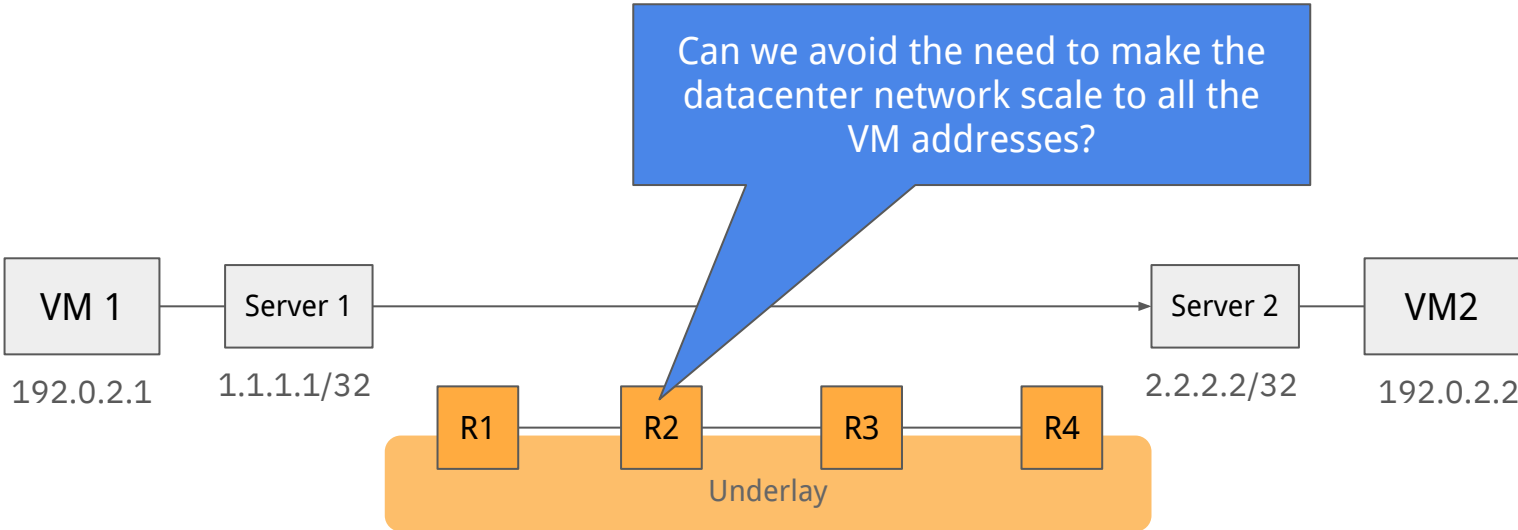 Can we avoid the need to make the
datacenter network scale to all the
VM addresses?
VM 1
Server 1
Server 2
VM2
192.0.2.1
1.1.1.1/32
2.2.2.2/32
192.0.2.2
R1
R2
R3
R4
Underlay